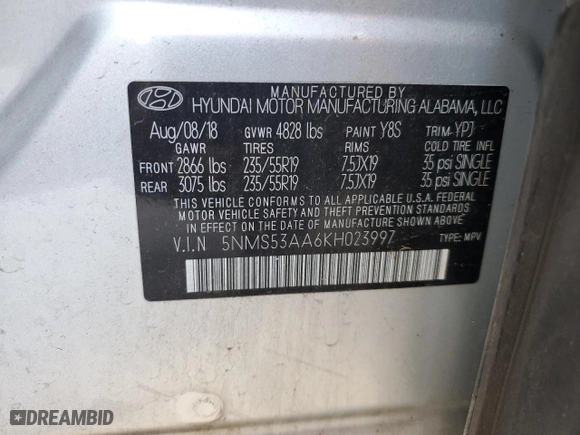 MANUFACTURED BY
HYUNDAI MOTOR MANUFACTURING ALABAMA, LLC
Aug/08/18 GVWR 4828 lbs PAINT Y8S TRIM YPJ
GAWR TIRES RIMS COLD TIRE INFL
FRONT 2866 lbs 235/55R19 7.5JX19 35 psi SINGLE
REAR 3075 lbs 235/55R19 7.5JX19 35 psi SINGLE
THIS VEHICLE CONFORMS TO ALL APPLICABLE U.S.A. FEDERAL
MOTOR VEHICLE SAFETY, AND THEFT PREVENTION STANDARDS IN
EFFECT ON THE DATE OF MANUFACTURE SHOWN ABOVE.
V.I.N 5NMS53AA6KH023997 TYPE: MPV
DREAMBID